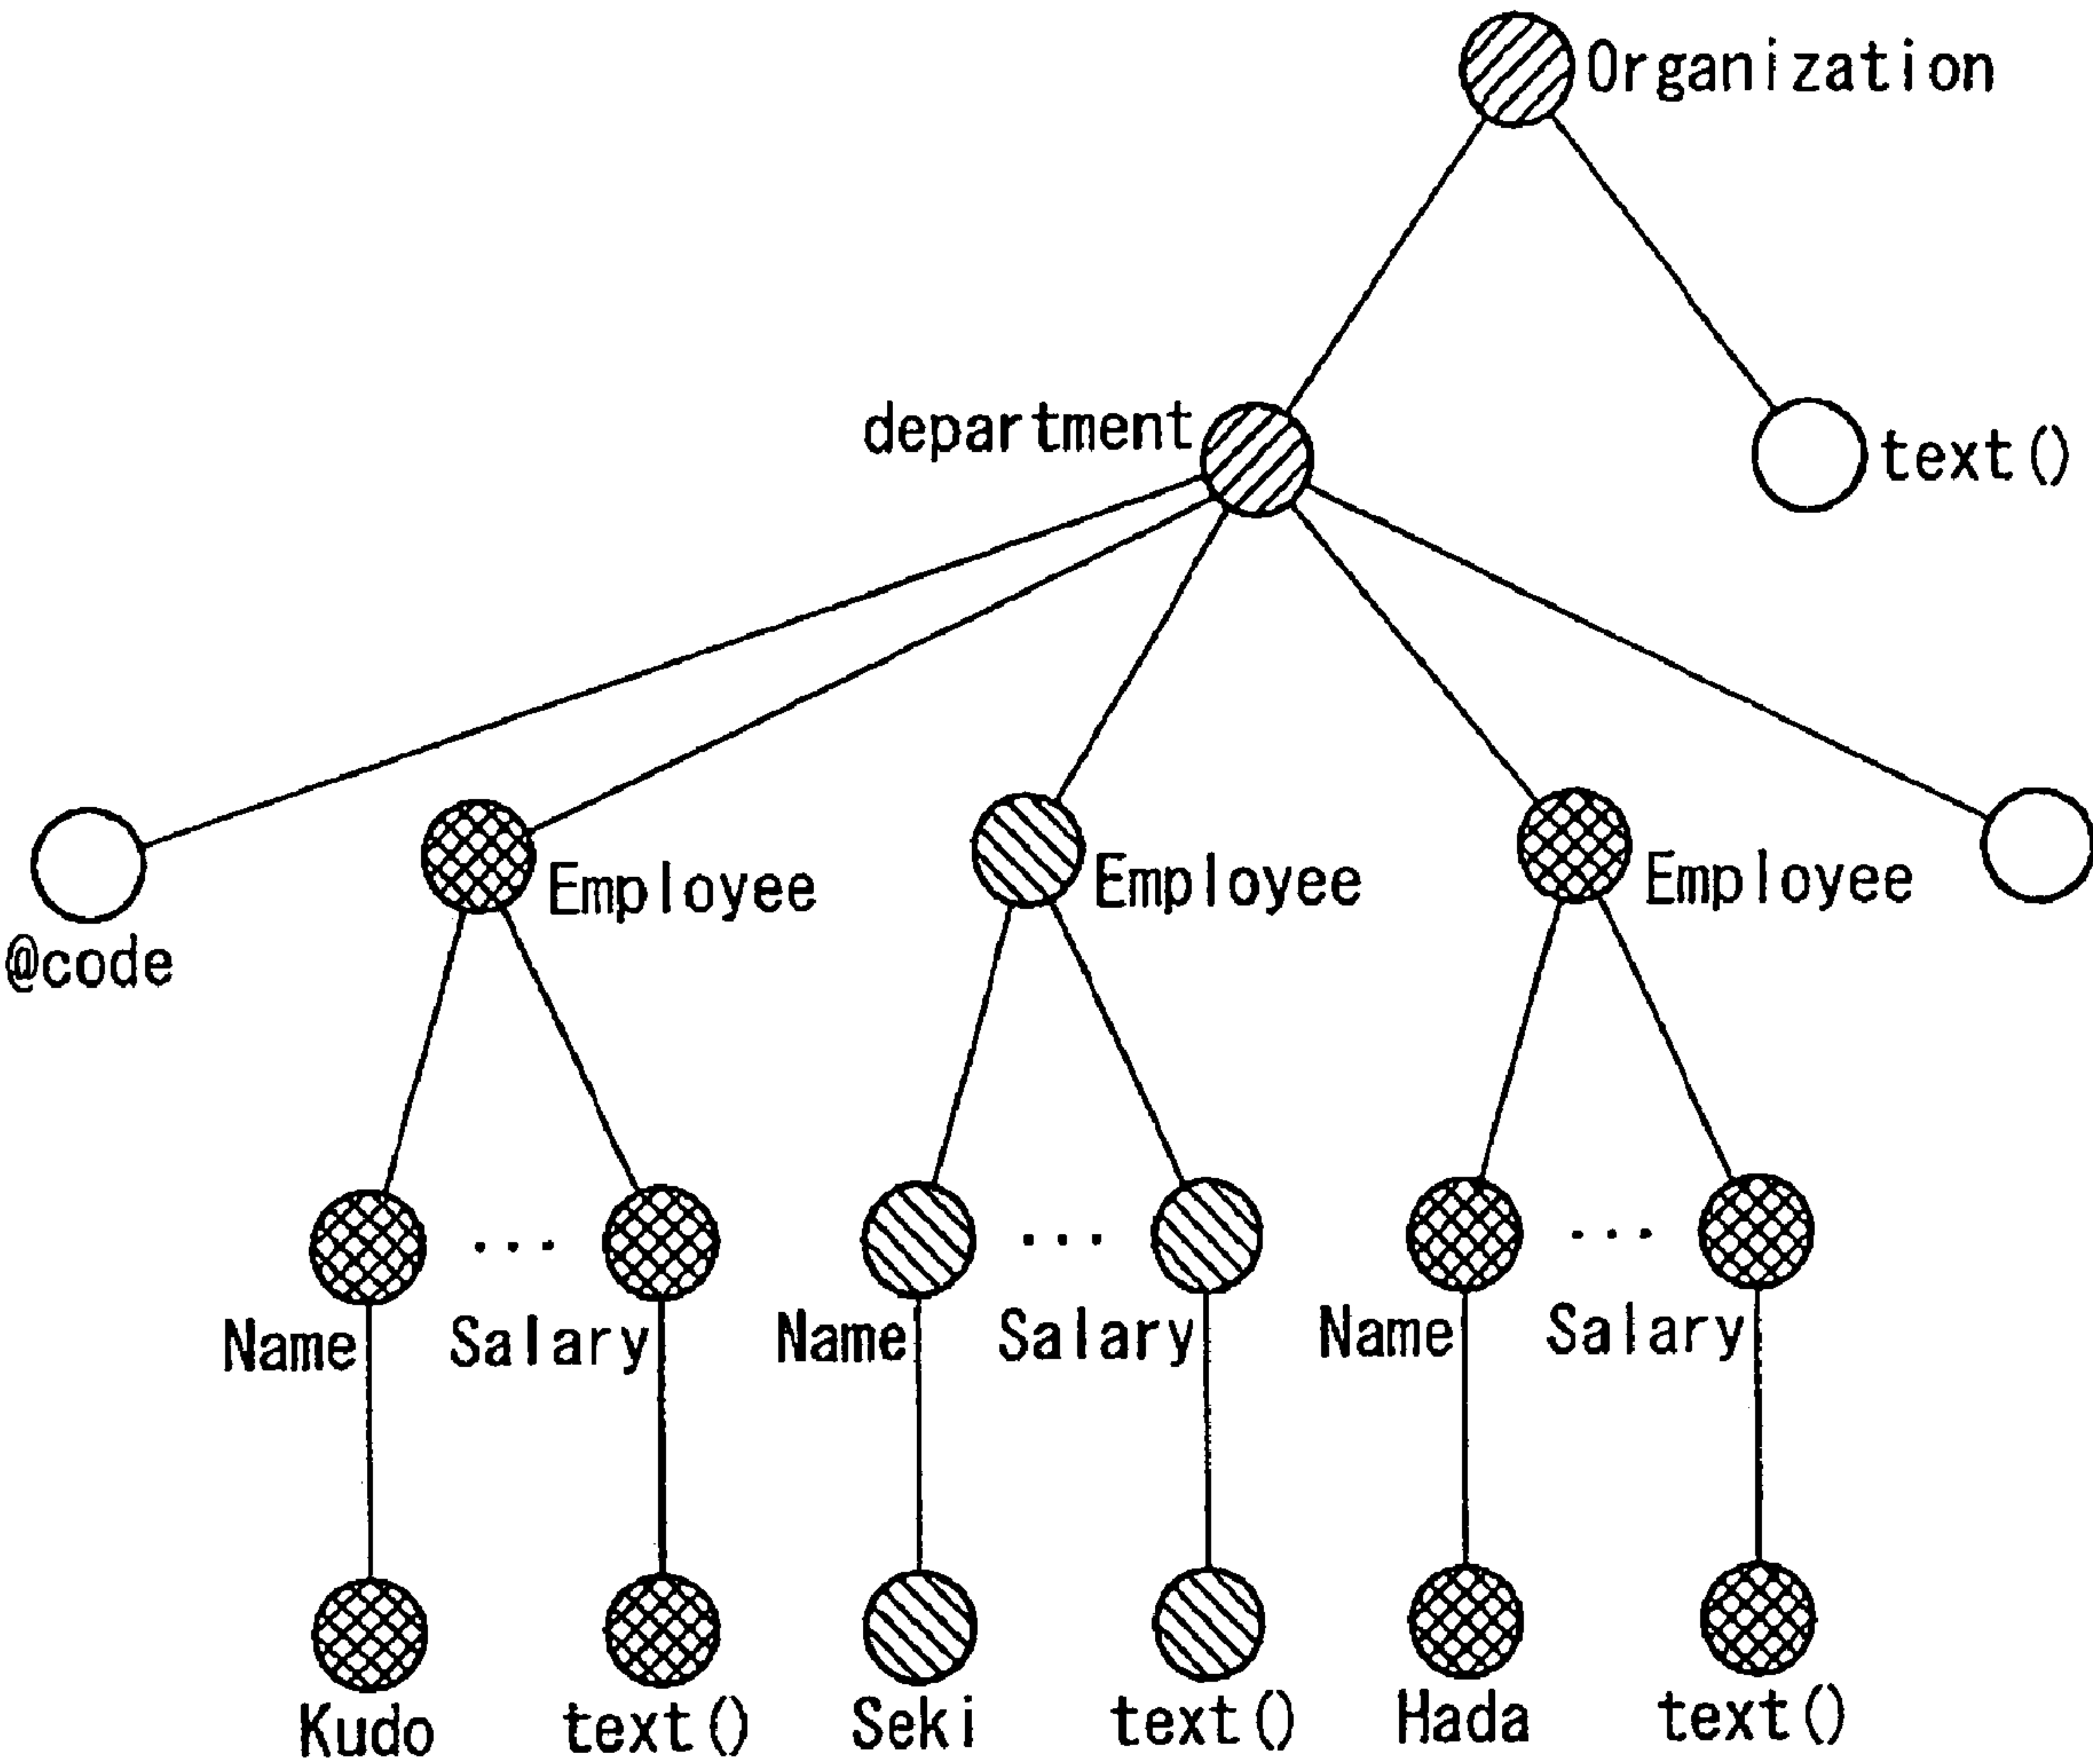 Organization
department
text()
Employee
Employee
Employee
@code
...
...
...
Name
Salary
Name
Salary
Name
Salary
Kudo
text()
Seki
text()
Hada
text()